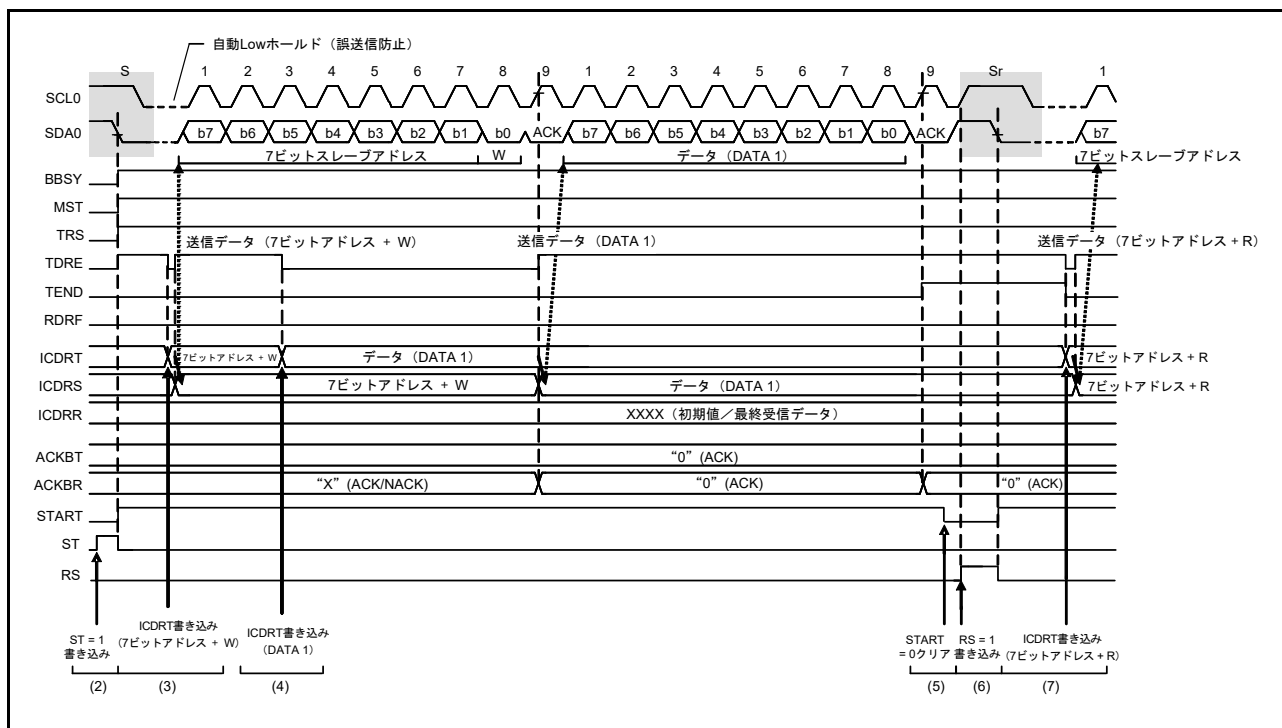 自動Lowホールド（誤送信防止）
S 1 2 3 4 5 6 7 8 9 1 2 3 4 5 6 7 8 9 Sr 1
SCL0
SDA0 b7 b6 b5 b4 b3 b2 b1 b0 ACK b7 b6 b5 b4 b3 b2 b1 b0 ACK b7
7ビットスレーブアドレス W データ（DATA 1） 7ビットスレーブアドレス
BBSY
MST
TRS
送信データ（7ビットアドレス + W） 送信データ（DATA 1） 送信データ（7ビットアドレス + R）
TDRE
TEND
RDRF
ICDRT 7ビットアドレス + W データ（DATA 1） 7ビットアドレス + R
ICDRS 7ビットアドレス + W データ（DATA 1） 7ビットアドレス + R
ICDRR XXXX（初期値／最終受信データ）
ACKBT “0” (ACK)
ACKBR “X” (ACK/NACK) “0” (ACK) “0” (ACK)
START
ST
RS
ST = 1
書き込み
ICDRT書き込み
（7ビットアドレス + W）
ICDRT書き込み
（DATA 1）
START
= 0クリア
RS = 1
書き込み
ICDRT書き込み
（7ビットアドレス + R）
(2) (3) (4) (5) (6) (7)